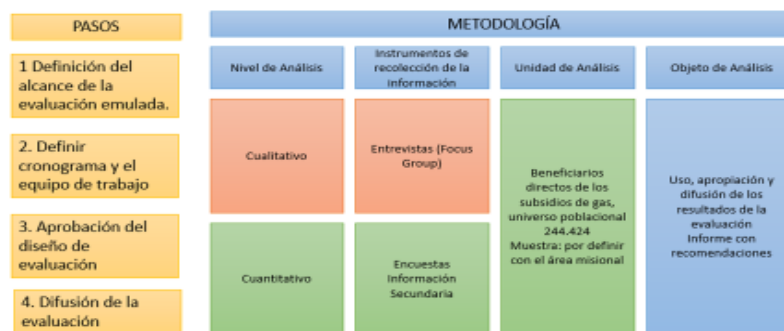 PASOS
1 Definición del
alcance de la
evaluación emulada.
2. Definir
cronograma y el
equipo de trabajo
3. Aprobación del
diseño de
evaluación
4. Difusión de la
evaluación
METODOLOGÍA
Nivel de Análisis
Instrumentos de
recolección de la
información
Unidad de Análisis
Objeto de Análisis
Cualitativo
Entrevistas (Focus
Group)
Beneficiarios
directos de los
subsidios de gas,
universo poblacional
244.424
Muestra: por definir
con el área misional
Uso, apropiación y
difusión de los
resultados de la
evaluación
Informe con
recomendaciones
Cuantitativo
Encuestas
Información
Secundaria